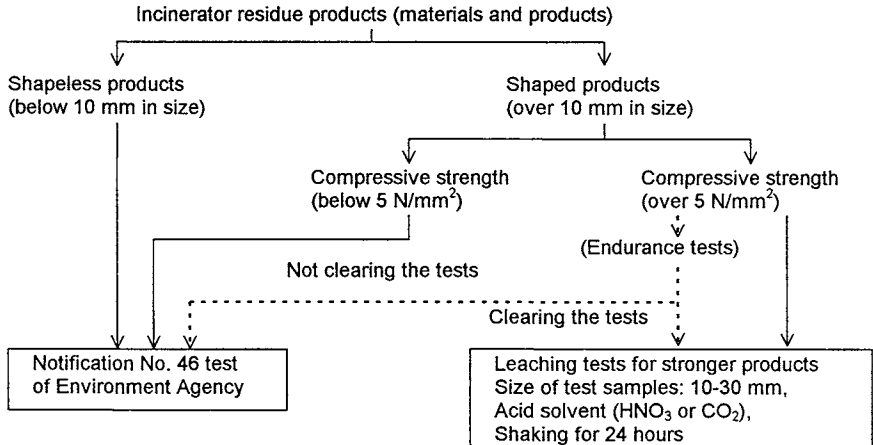 Incinerator residue products (materials and products)
Shapeless products
(below 10 mm in size)
Shaped products
(over 10 mm in size)
Compressive strength
(below 5 N/mm²)
Compressive strength
(over 5 N/mm²)
(Endurance tests)
Not clearing the tests
Clearing the tests
Notification No. 46 test
of Environment Agency
Leaching tests for stronger products
Size of test samples: 10-30 mm,
Acid solvent (HNO₃ or CO₂),
Shaking for 24 hours